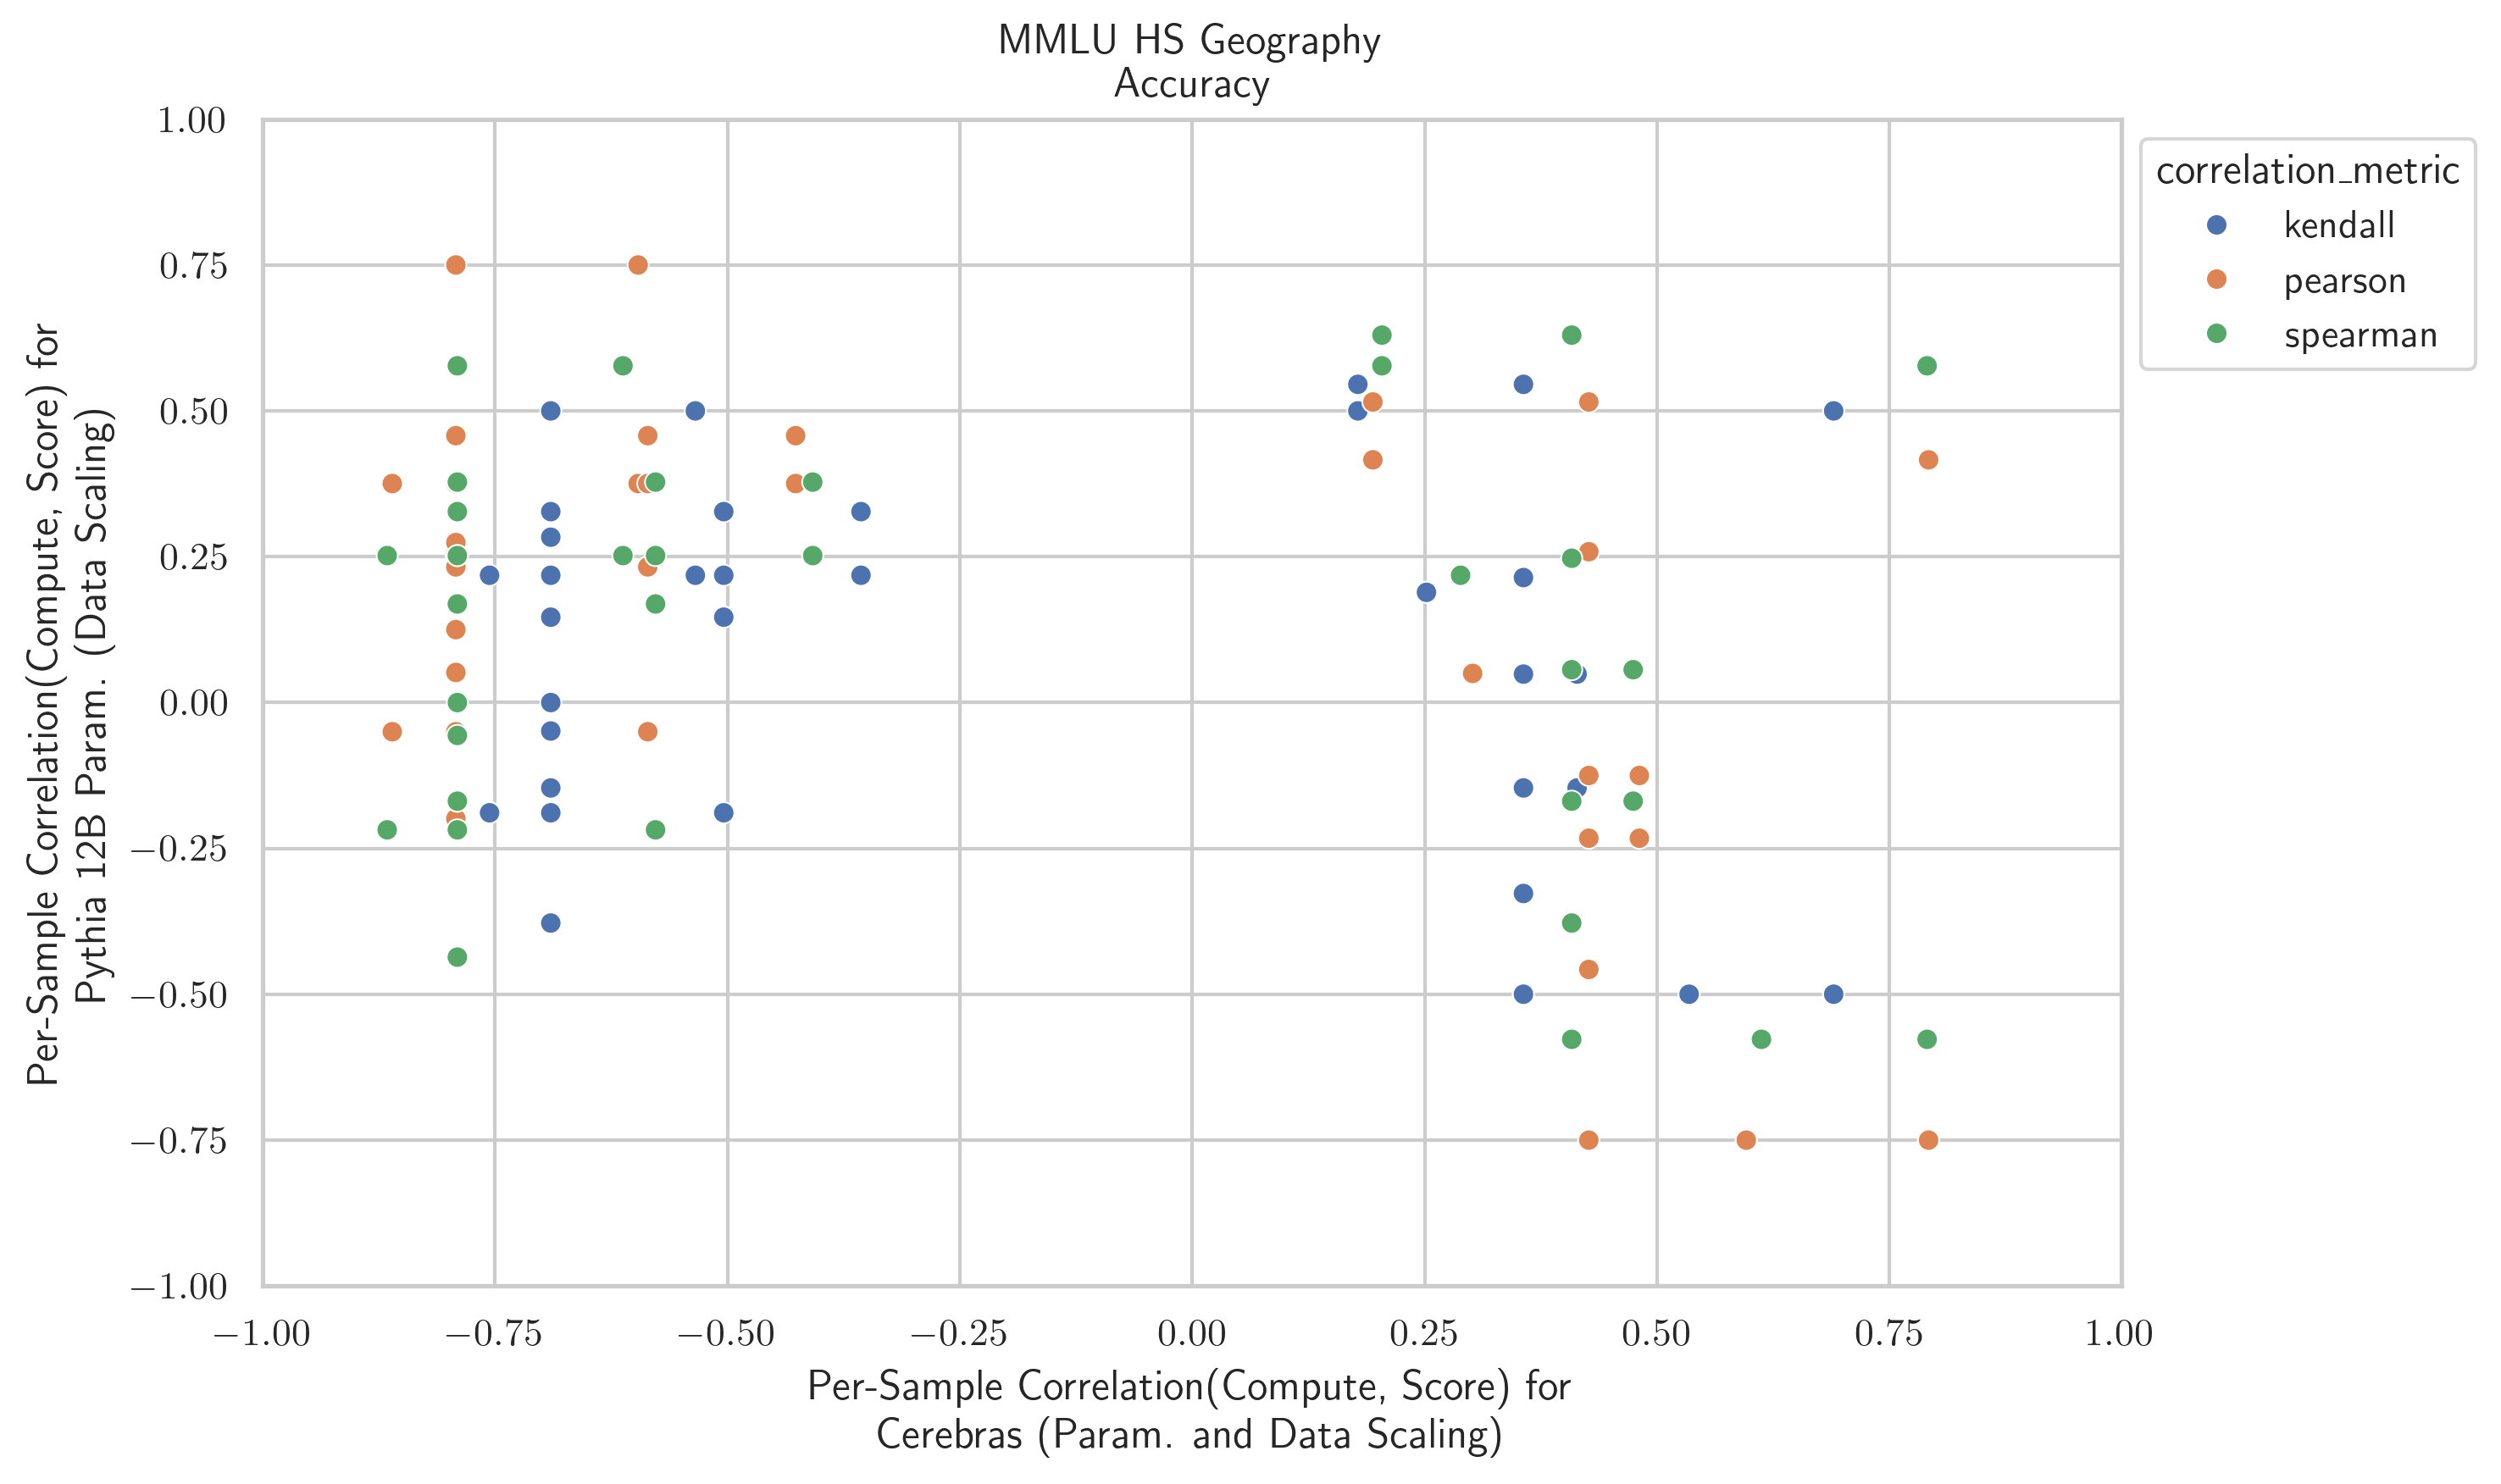 MMLU HS Geography
Accuracy
Per-Sample Correlation(Compute, Score) for
Pythia 12B Param. (Data Scaling)
1.00
0.75
0.50
0.25
0.00
−0.25
−0.50
−0.75
−1.00
correlation_metric
kendall
pearson
spearman
−1.00 −0.75 −0.50 −0.25 0.00 0.25 0.50 0.75 1.00
Per-Sample Correlation(Compute, Score) for
Cerebras (Param. and Data Scaling)